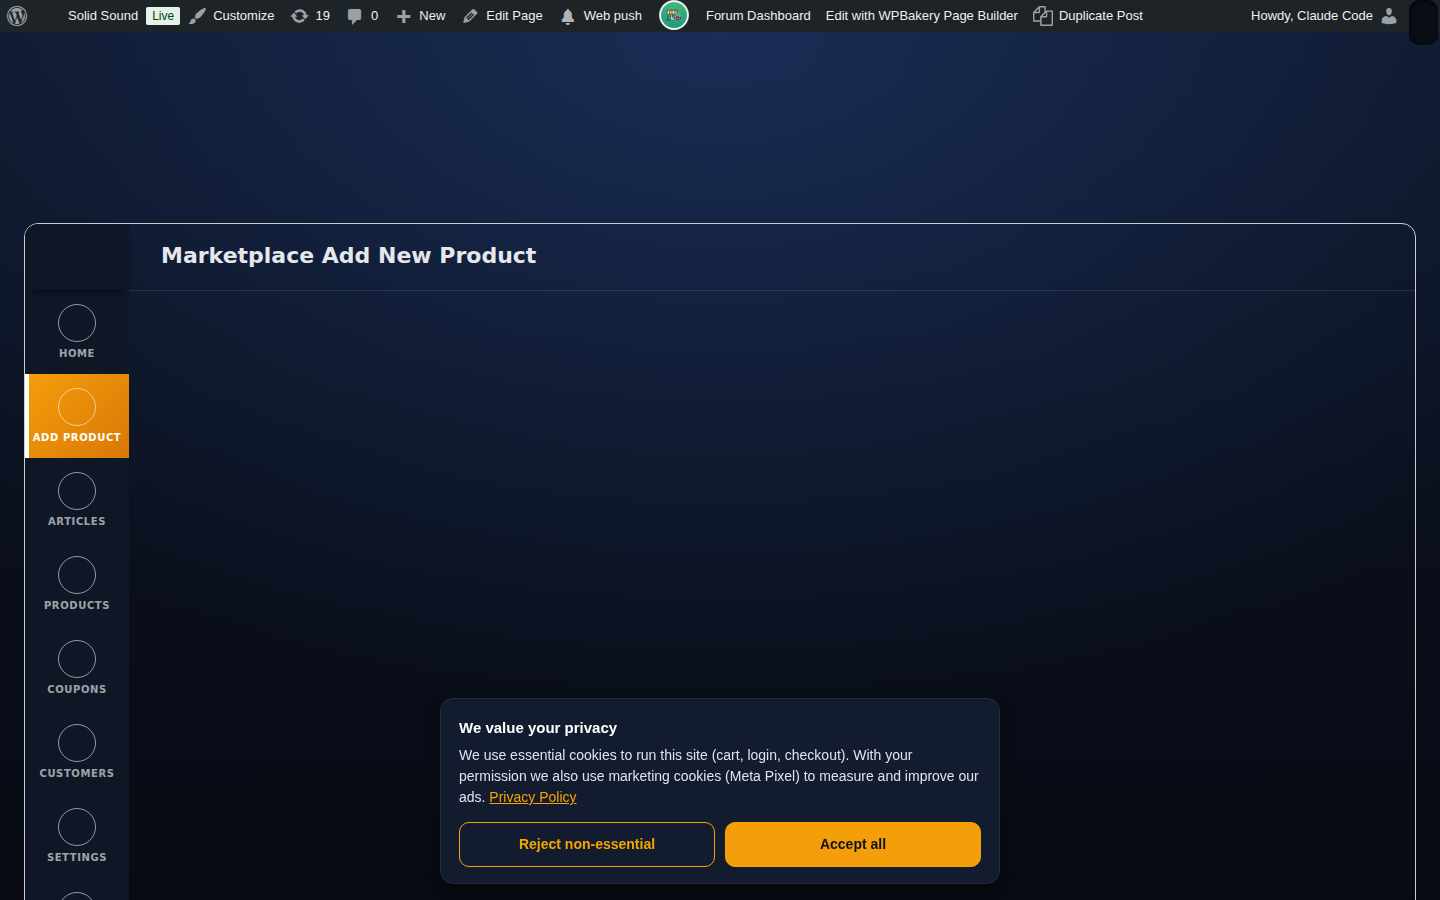 Solid Sound Live Customize 19 0 New Edit Page Web push Forum Dashboard Edit with WPBakery Page Builder Duplicate Post Howdy, Claude Code
Marketplace Add New Product
HOME
ADD PRODUCT
ARTICLES
PRODUCTS
COUPONS
CUSTOMERS
SETTINGS
We value your privacy
We use essential cookies to run this site (cart, login, checkout). With your
permission we also use marketing cookies (Meta Pixel) to measure and improve our
ads. Privacy Policy
Reject non-essential Accept all